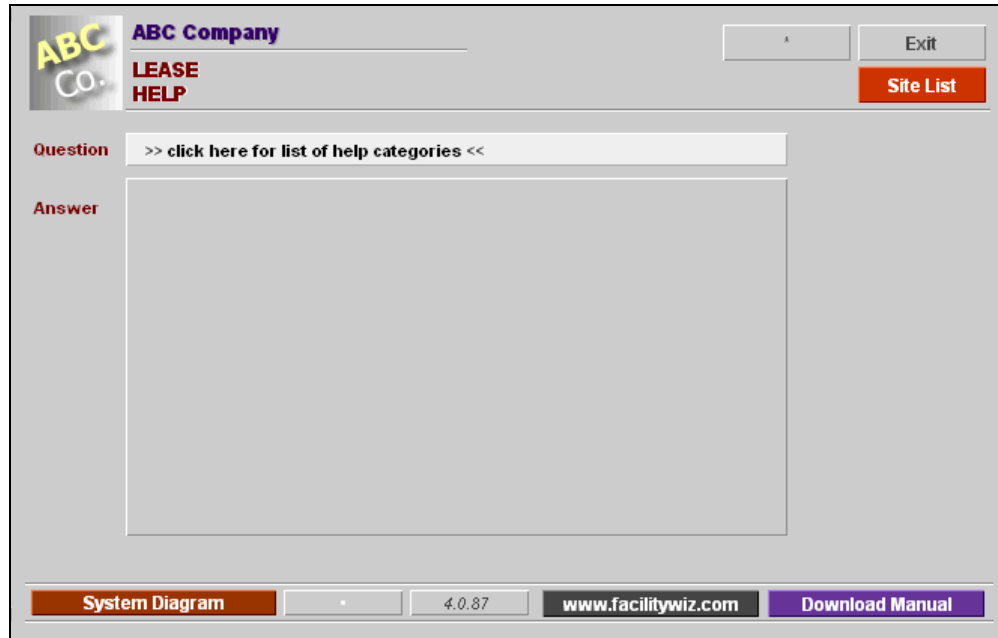 ABC
Co.
ABC Company
LEASE
HELP
*
Exit
Site List
Question
>> click here for list of help categories <<
Answer
System Diagram
4.0.87
www.facilitywiz.com
Download Manual